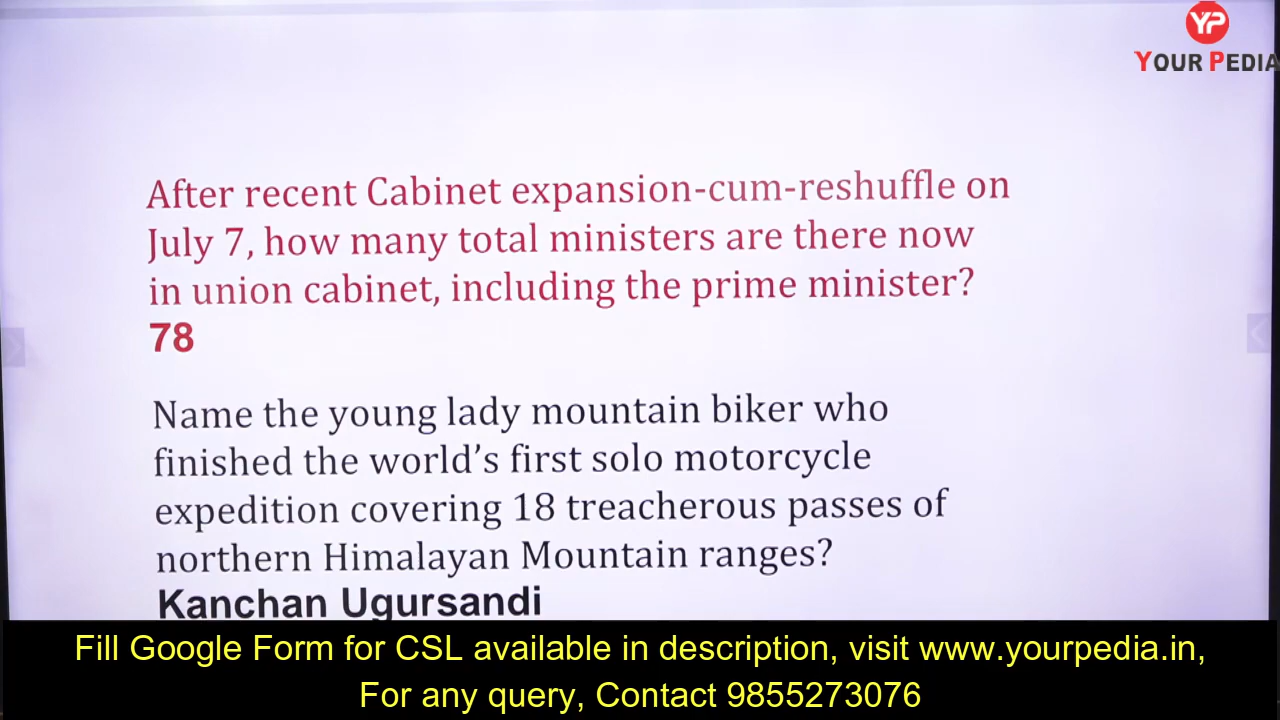 YP
YOUR PEDIA
After recent Cabinet expansion-cum-reshuffle on
July 7, how many total ministers are there now
in union cabinet, including the prime minister?
78
Name the young lady mountain biker who
finished the world's first solo motorcycle
expedition covering 18 treacherous passes of
northern Himalayan Mountain ranges?
Kanchan Ugursandi
Fill Google Form for CSL available in description, visit www.yourpedia.in,
For any query, Contact 9855273076